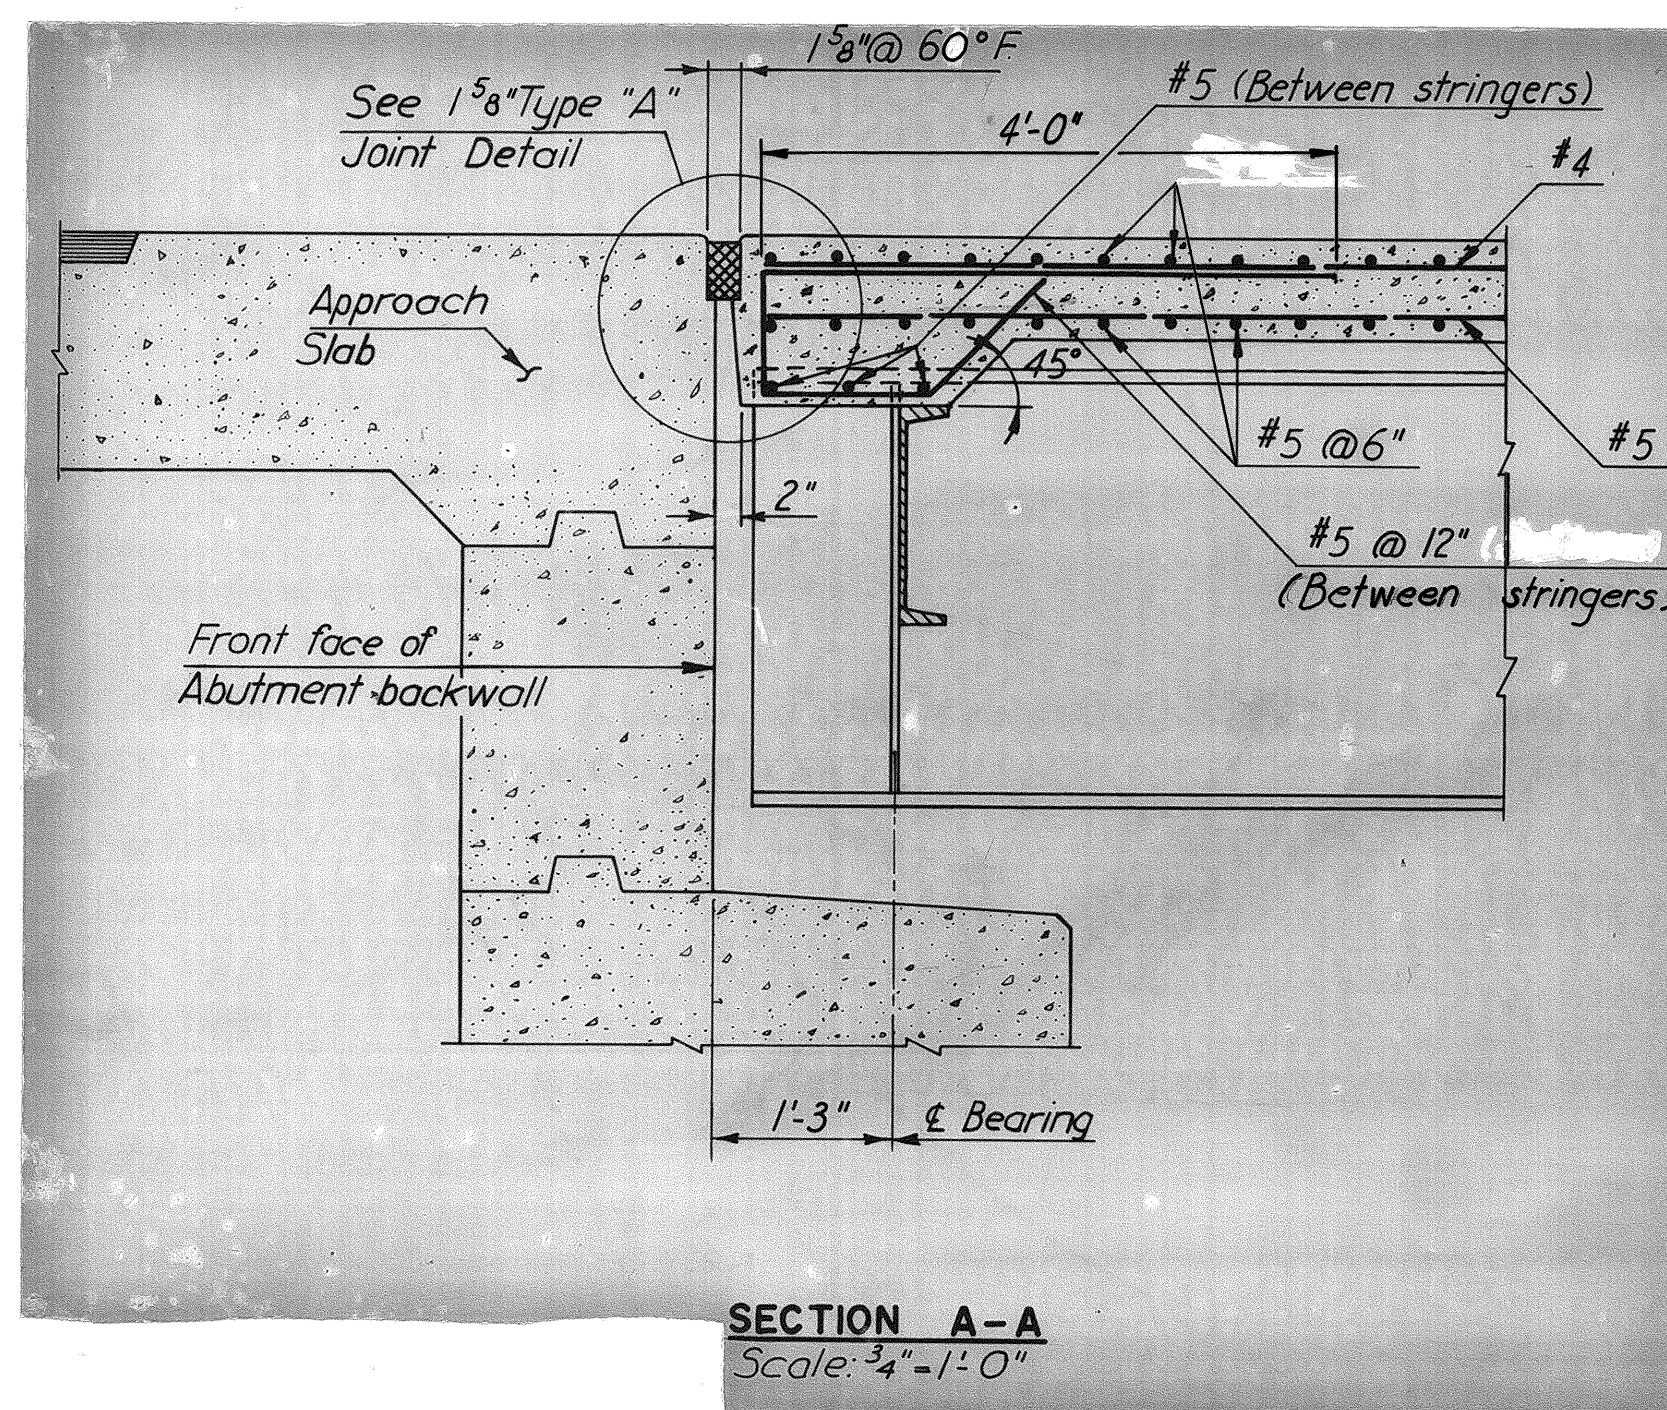 1 5/8" @ 60° F.
See 1 5/8" Type "A"
Joint Detail
#5 (Between stringers)
4'-0"
#4
Approach
Slab
45°
#5 @ 6"
#5
2"
#5 @ 12"
(Between stringers.
Front face of
Abutment backwall
1'-3"
℄ Bearing
SECTION A-A
Scale: 3/4" = 1'-0"